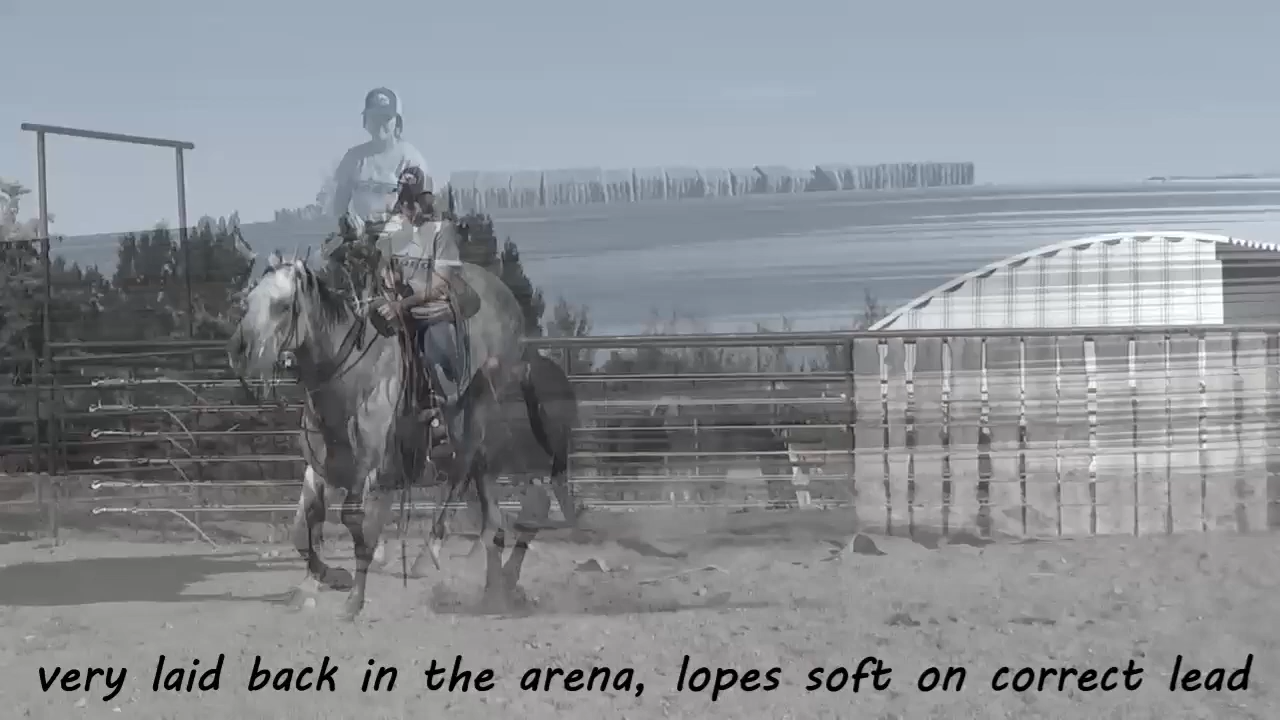 very laid back in the arena, lopes soft on correct lead